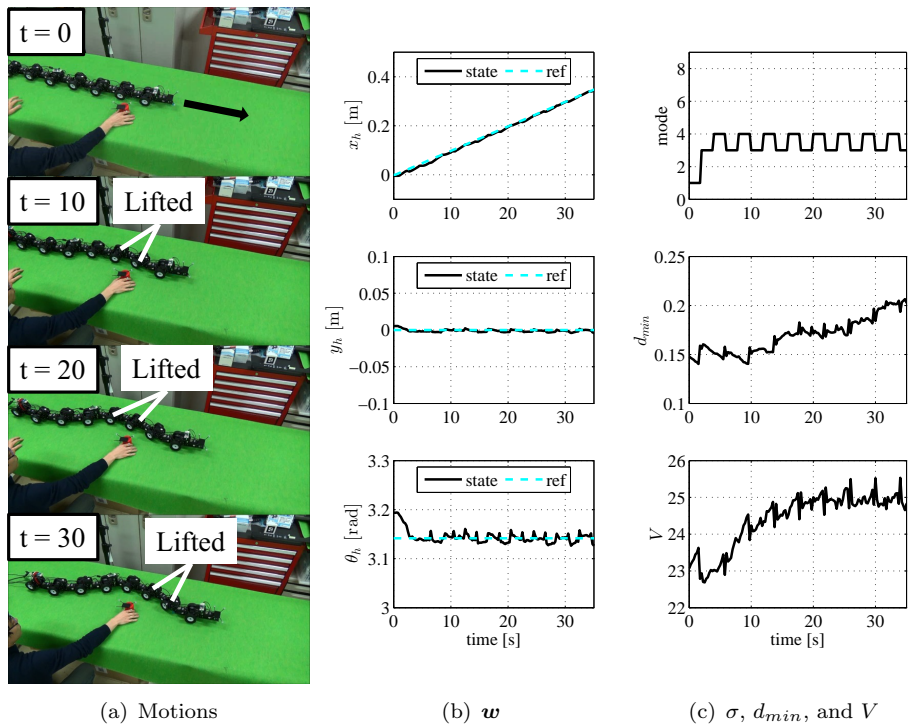 t = 0
t = 10
Lifted
t = 20
Lifted
t = 30
Lifted
(a) Motions
state ref
0.4
0.2
0
x_h [m]
0 10 20 30
state ref
0.1
0.05
0
−0.05
−0.1
y_h [m]
0 10 20 30
state ref
3.3
3.2
3.1
3
θ_h [rad]
0 10 20 30
time [s]
(b) w
8
6
4
2
0
mode
0 10 20 30
0.25
0.2
0.15
0.1
d_min
0 10 20 30
26
25
24
23
22
V
0 10 20 30
time [s]
(c) σ, d_min, and V